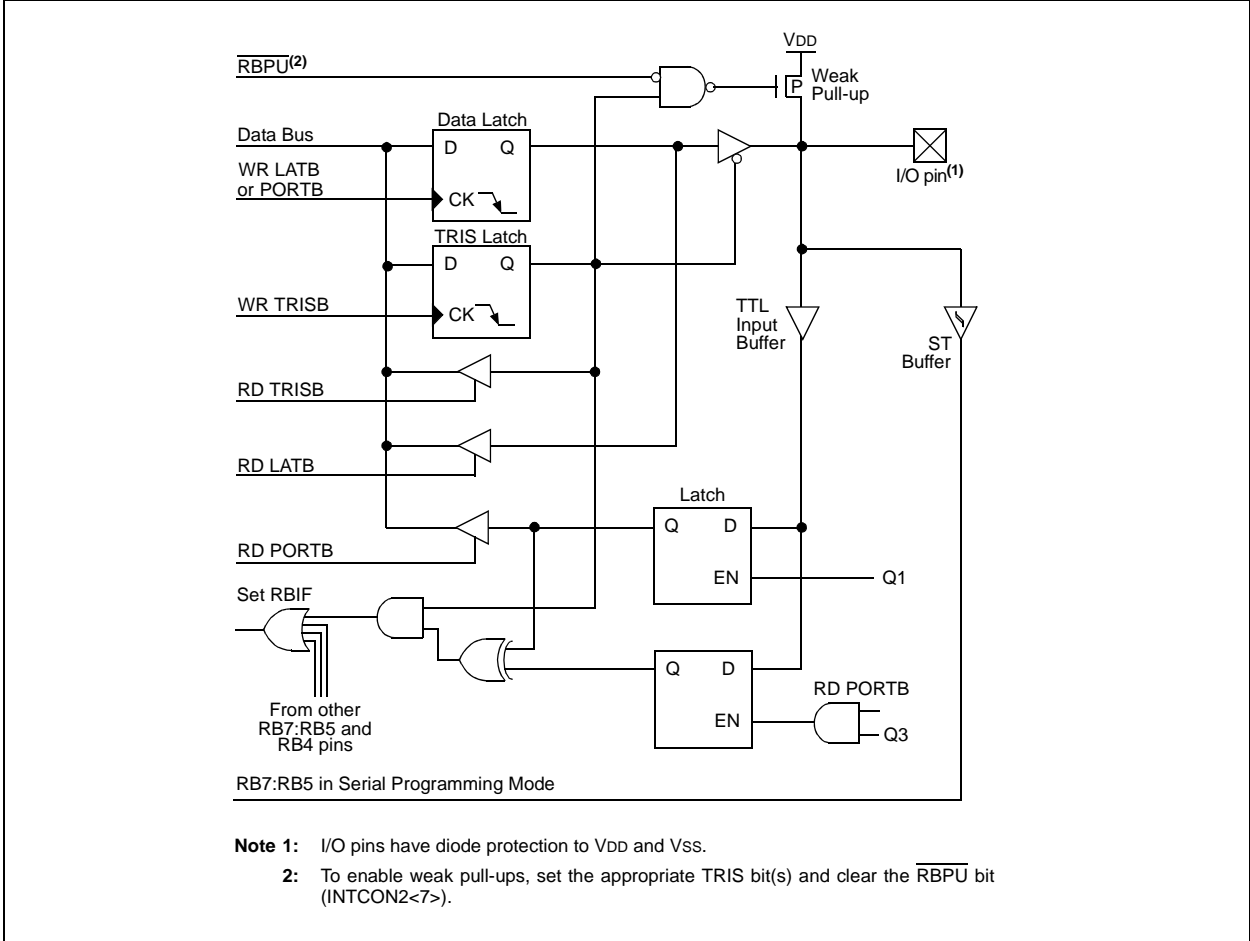 VDD
RBPU(2)
Weak
Pull-up
P
Data Latch
Data Bus
D Q
WR LATB
or PORTB
CK
I/O pin(1)
TRIS Latch
D Q
WR TRISB
CK
TTL
Input
Buffer
ST
Buffer
RD TRISB
RD LATB
Latch
Q D
RD PORTB
EN
Q1
Set RBIF
Q D
RD PORTB
EN
Q3
From other
RB7:RB5 and
RB4 pins
RB7:RB5 in Serial Programming Mode
Note 1: I/O pins have diode protection to VDD and VSS.
2: To enable weak pull-ups, set the appropriate TRIS bit(s) and clear the RBPU bit
(INTCON2<7>).